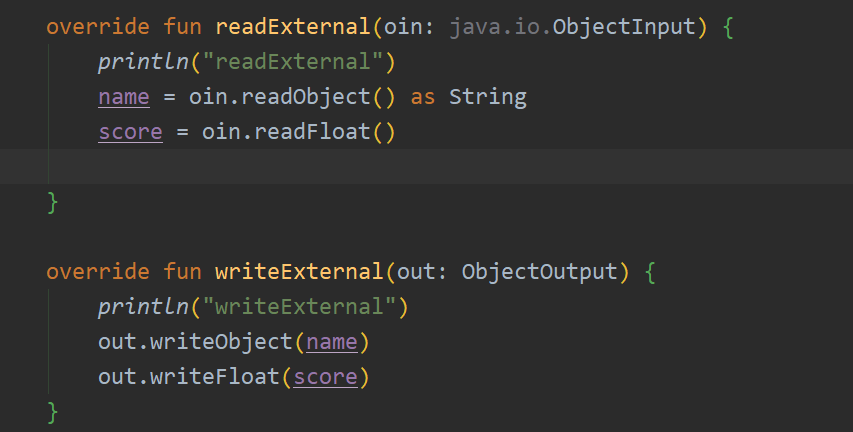 override fun readExternal(oin: java.io.ObjectInput) {
println("readExternal")
name = oin.readObject() as String
score = oin.readFloat()
}
override fun writeExternal(out: ObjectOutput) {
println("writeExternal")
out.writeObject(name)
out.writeFloat(score)
}